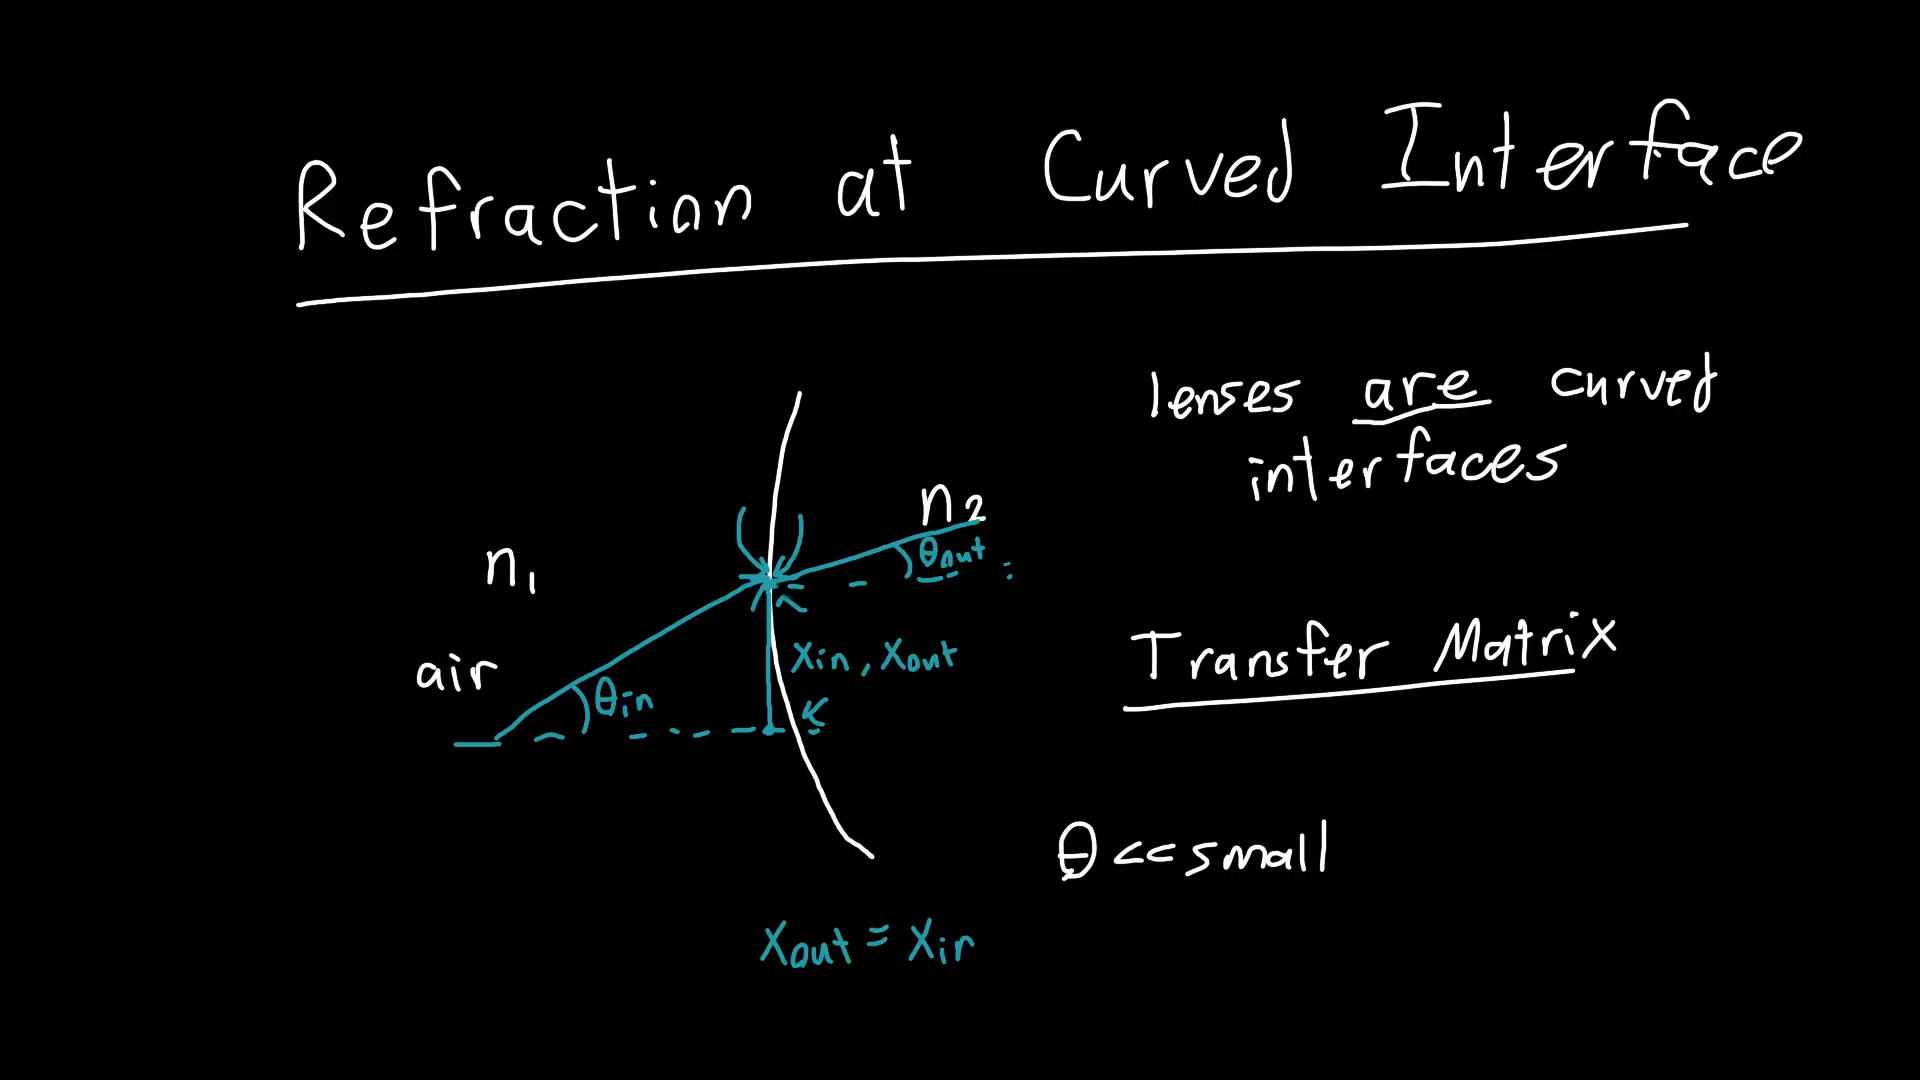 Refraction at Curved Interface
lenses are curved
interfaces
n₂
θout
n₁
xin, xout
air
θin
Transfer Matrix
θ <<small
xout = xin